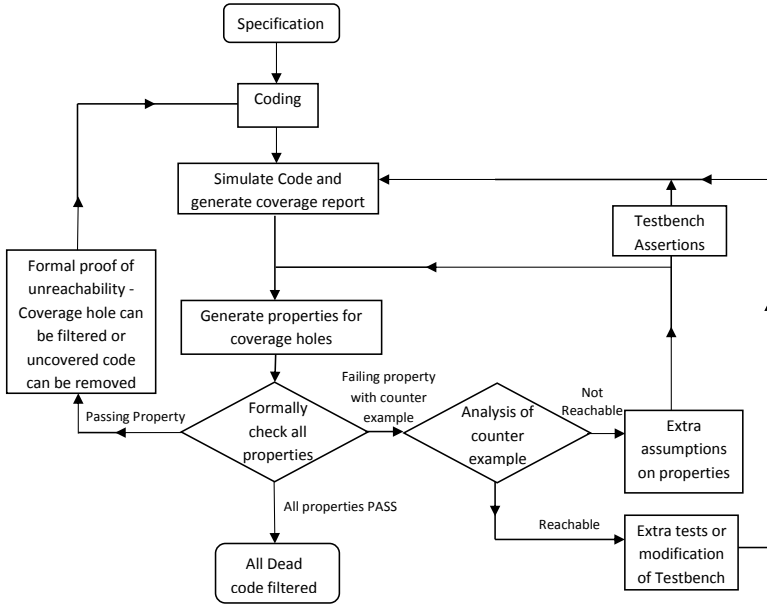 Specification
Coding
Simulate Code and
generate coverage report
Testbench
Assertions
Formal proof of
unreachability -
Coverage hole can
be filtered or
uncovered code
can be removed
Generate properties for
coverage holes
Failing property
with counter
example
Not
Reachable
Passing Property
Formally
check all
properties
Analysis of
counter
example
Extra
assumptions
on properties
All properties PASS
Reachable
Extra tests or
modification
of Testbench
All Dead
code filtered